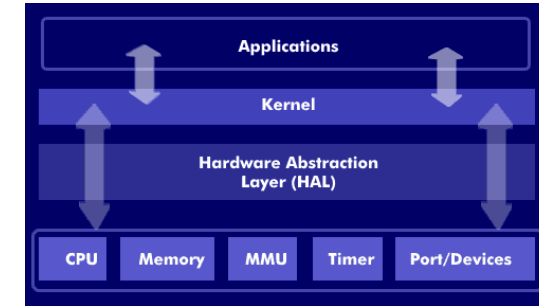 Applications
Kernel
Hardware Abstraction
Layer (HAL)
CPU
Memory
MMU
Timer
Port/Devices